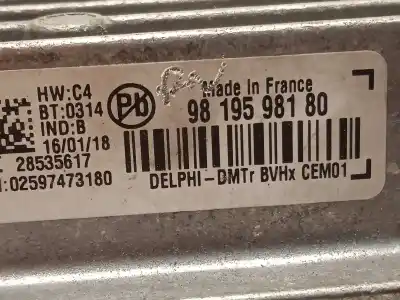 HW:C4
BT:0314
IND:B
16/01/18
28535617
:02597473180
Pb
Made In France
98 195 981 80
DELPHI-DMTr BVHx CEM01